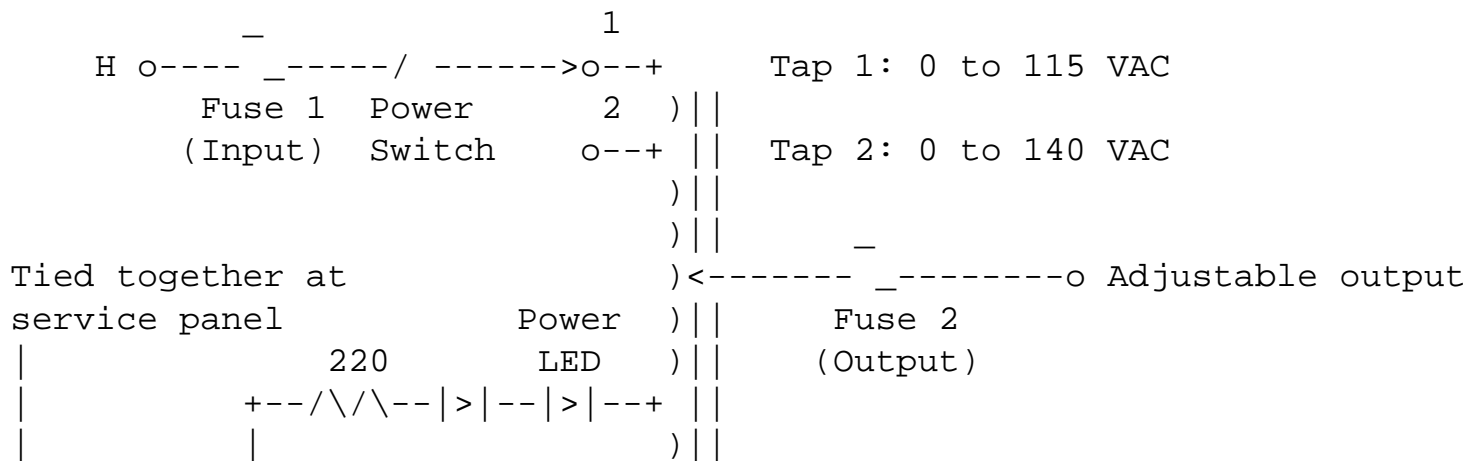 _                 1
    H o---- _-----/ ------>o--+     Tap 1: 0 to 115 VAC
        Fuse 1  Power      2  )||
       (Input)  Switch    o--+ ||  Tap 2: 0 to 140 VAC
                              )||
                              )||      _
Tied together at              )<------- _--------o Adjustable output
service panel          Power  )||     Fuse 2
|             220       LED   )||    (Output)
|         +--/\/\--|>|--|>|--+ ||
|         |                   )||